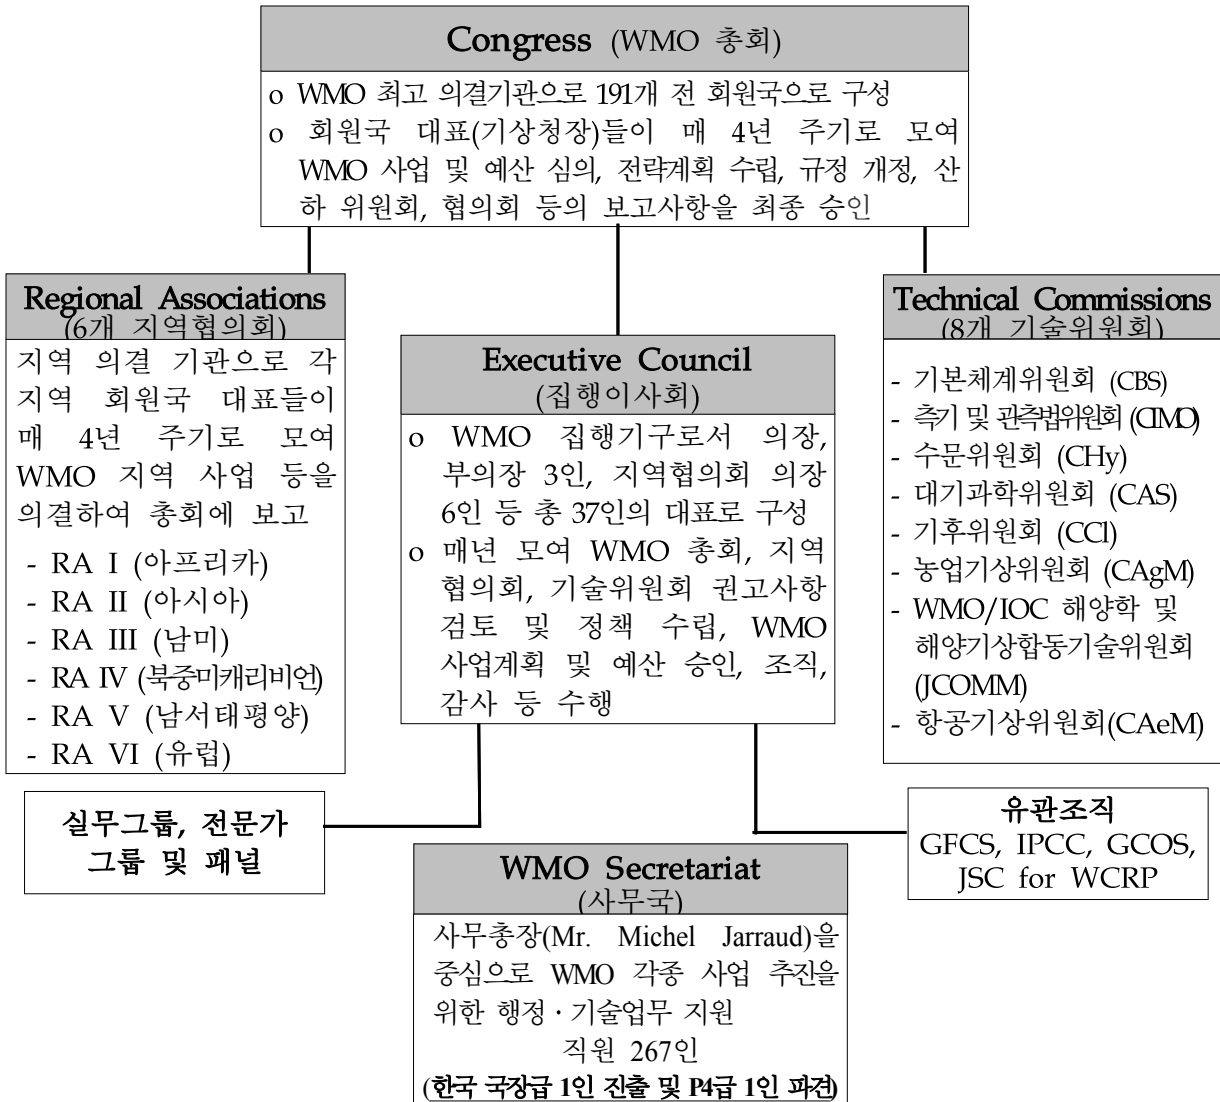 Congress (WMO 총회)
o WMO 최고 의결기관으로 191개 전 회원국으로 구성
o 회원국 대표(기상청장)들이 매 4년 주기로 모여
WMO 사업 및 예산 심의, 전략계획 수립, 규정 개정, 산
하 위원회, 협의회 등의 보고사항을 최종 승인
Regional Associations
(6개 지역협의회)
지역 의결 기관으로 각
지역 회원국 대표들이
매 4년 주기로 모여
WMO 지역 사업 등을
의결하여 총회에 보고
- RA I (아프리카)
- RA II (아시아)
- RA III (남미)
- RA IV (북중미캐리비언)
- RA V (남서태평양)
- RA VI (유럽)
Executive Council
(집행이사회)
o WMO 집행기구로서 의장,
부의장 3인, 지역협의회 의장
6인 등 총 37인의 대표로 구성
o 매년 모여 WMO 총회, 지역
협의회, 기술위원회 권고사항
검토 및 정책 수립, WMO
사업계획 및 예산 승인, 조직,
감사 등 수행
Technical Commissions
(8개 기술위원회)
- 기본체계위원회 (CBS)
- 측기 및 관측법위원회 (CIMO)
- 수문위원회 (CHy)
- 대기과학위원회 (CAS)
- 기후위원회 (CCl)
- 농업기상위원회 (CAgM)
- WMO/IOC 해양학 및
해양기상합동기술위원회
(JCOMM)
- 항공기상위원회(CAeM)
실무그룹, 전문가
그룹 및 패널
유관조직
GFCS, IPCC, GCOS,
JSC for WCRP
WMO Secretariat
(사무국)
사무총장(Mr. Michel Jarraud)을
중심으로 WMO 각종 사업 추진을
위한 행정·기술업무 지원
직원 267인
(한국 국장급 1인 진출 및 P4급 1인 파견)